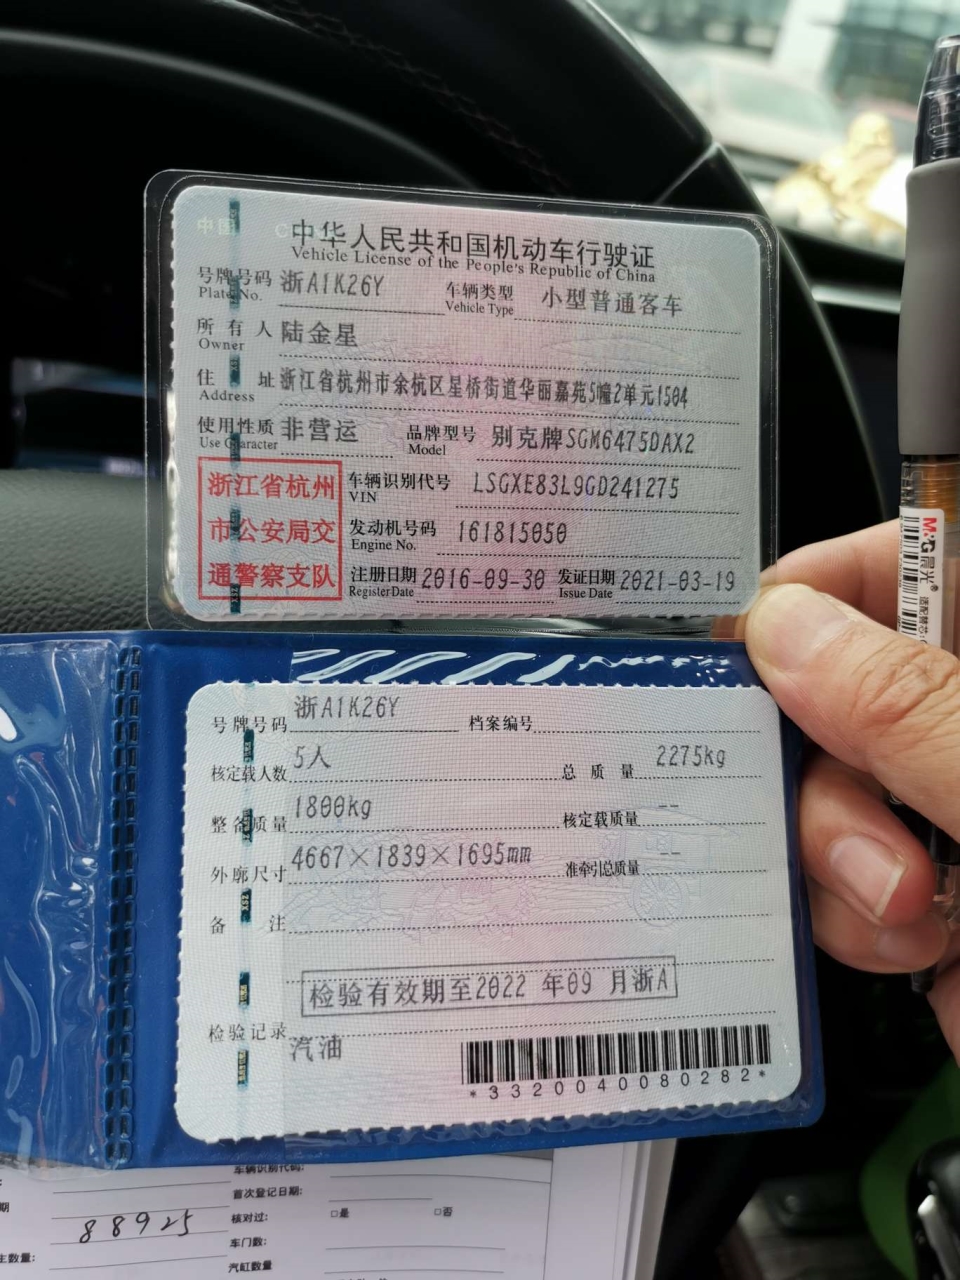 中国 C
中华人民共和国机动车行驶证
Vehicle License of the People's Republic of China
号牌号码 浙A1K26Y 车辆类型 小型普通客车
Plate No. Vehicle Type
所有人 陆金星
Owner
住址 浙江省杭州市余杭区星桥街道华丽嘉苑5幢2单元1504
Address
使用性质 非营运 品牌型号 别克牌SGM6475DAX2
Use Character Model
浙江省杭州
市公安局交
通警察支队
车辆识别代号 LSGXE83L9GD241275
VIN
发动机号码 161815050
Engine No.
注册日期 2016-09-30 发证日期 2021-03-19
Register Date Issue Date
号牌号码 浙A1K26Y 档案编号
核定载人数 5人 总质量 2275kg
整备质量 1800kg 核定载质量 --
外廓尺寸 4667×1839×1695mm 准牵引总质量 --
备注
检验有效期至2022 年09 月浙A
检验记录
汽油
*3320040080282*
M&G 晨光®
车辆识别代码:
首次登记日期:
88925
核对过: □是 □否
车门数:
主数量:
汽缸数量